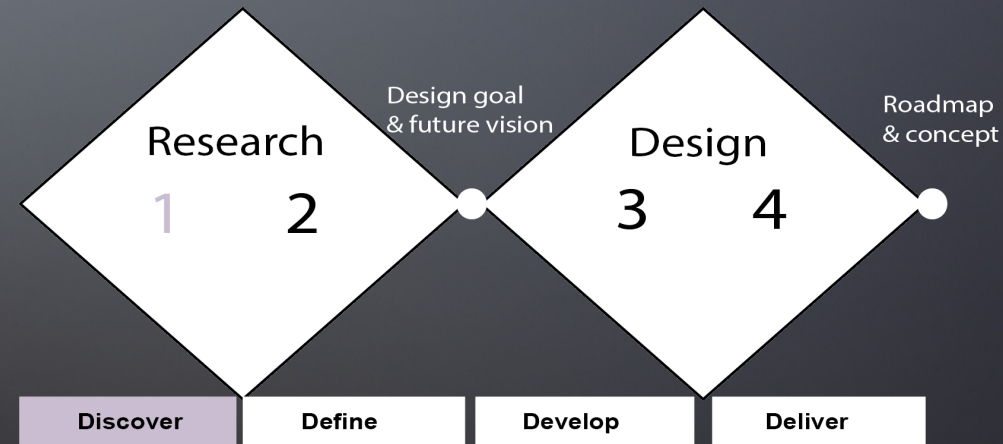 Design goal
& future vision
Roadmap
& concept
Research
Design
1
2
3
4
Discover
Define
Develop
Deliver